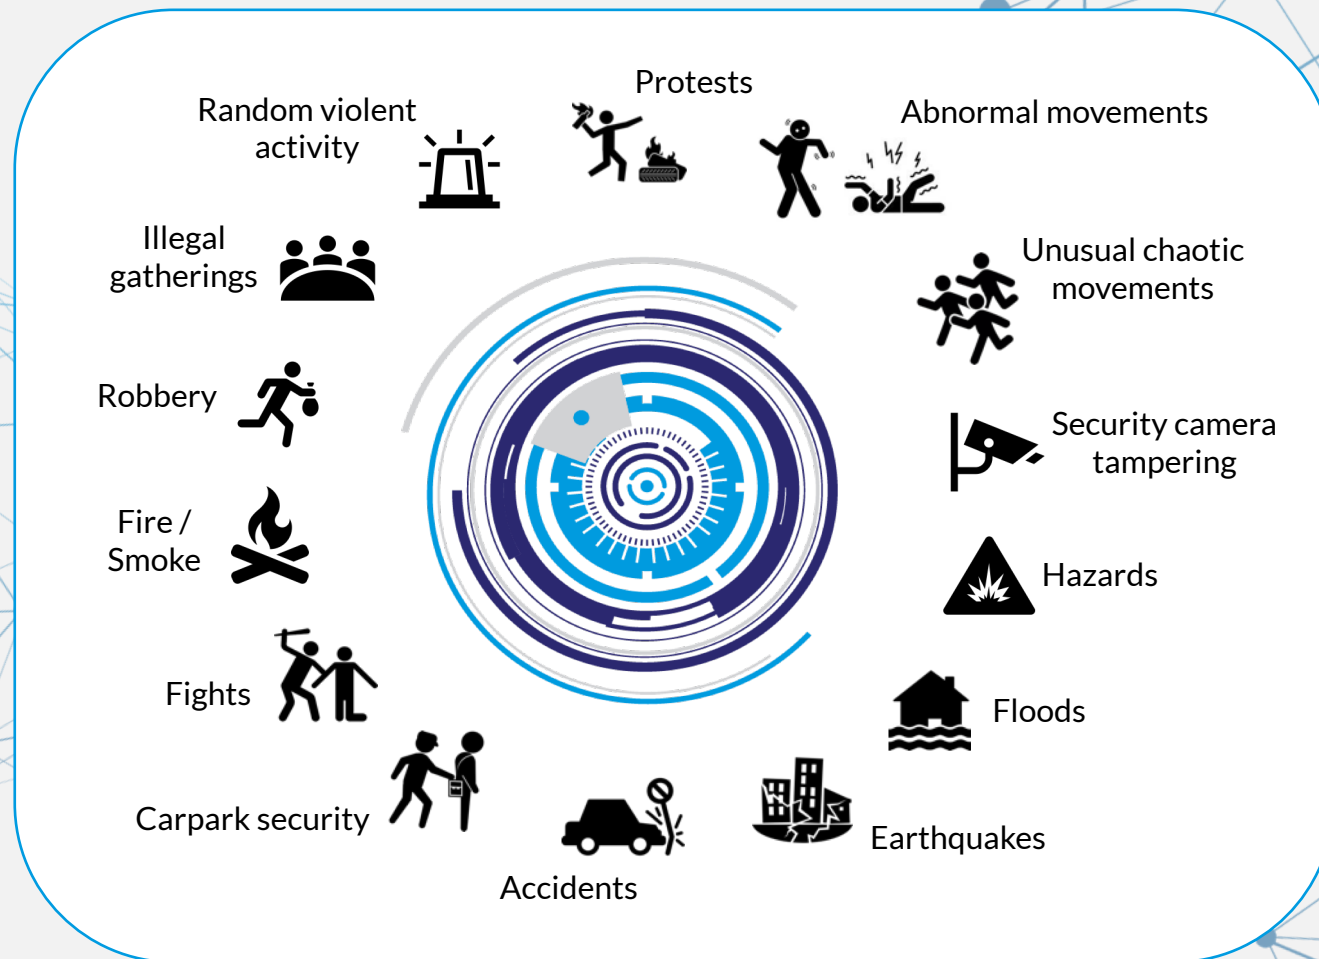 Protests
Random violent
activity
Abnormal movements
Illegal
gatherings
Unusual chaotic
movements
Robbery
Security camera
tampering
Fire /
Smoke
Hazards
Fights
Floods
Carpark security
Earthquakes
Accidents